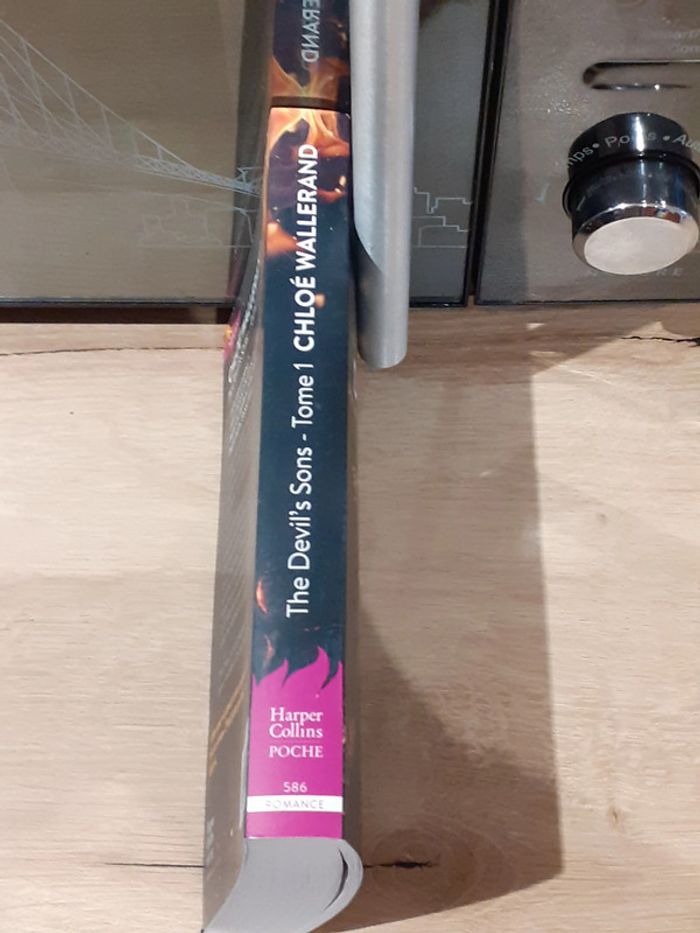 The Devil's Sons - Tome 1 CHLOÉ WALLERAND
Harper
Collins
POCHE
586
ROMANCE